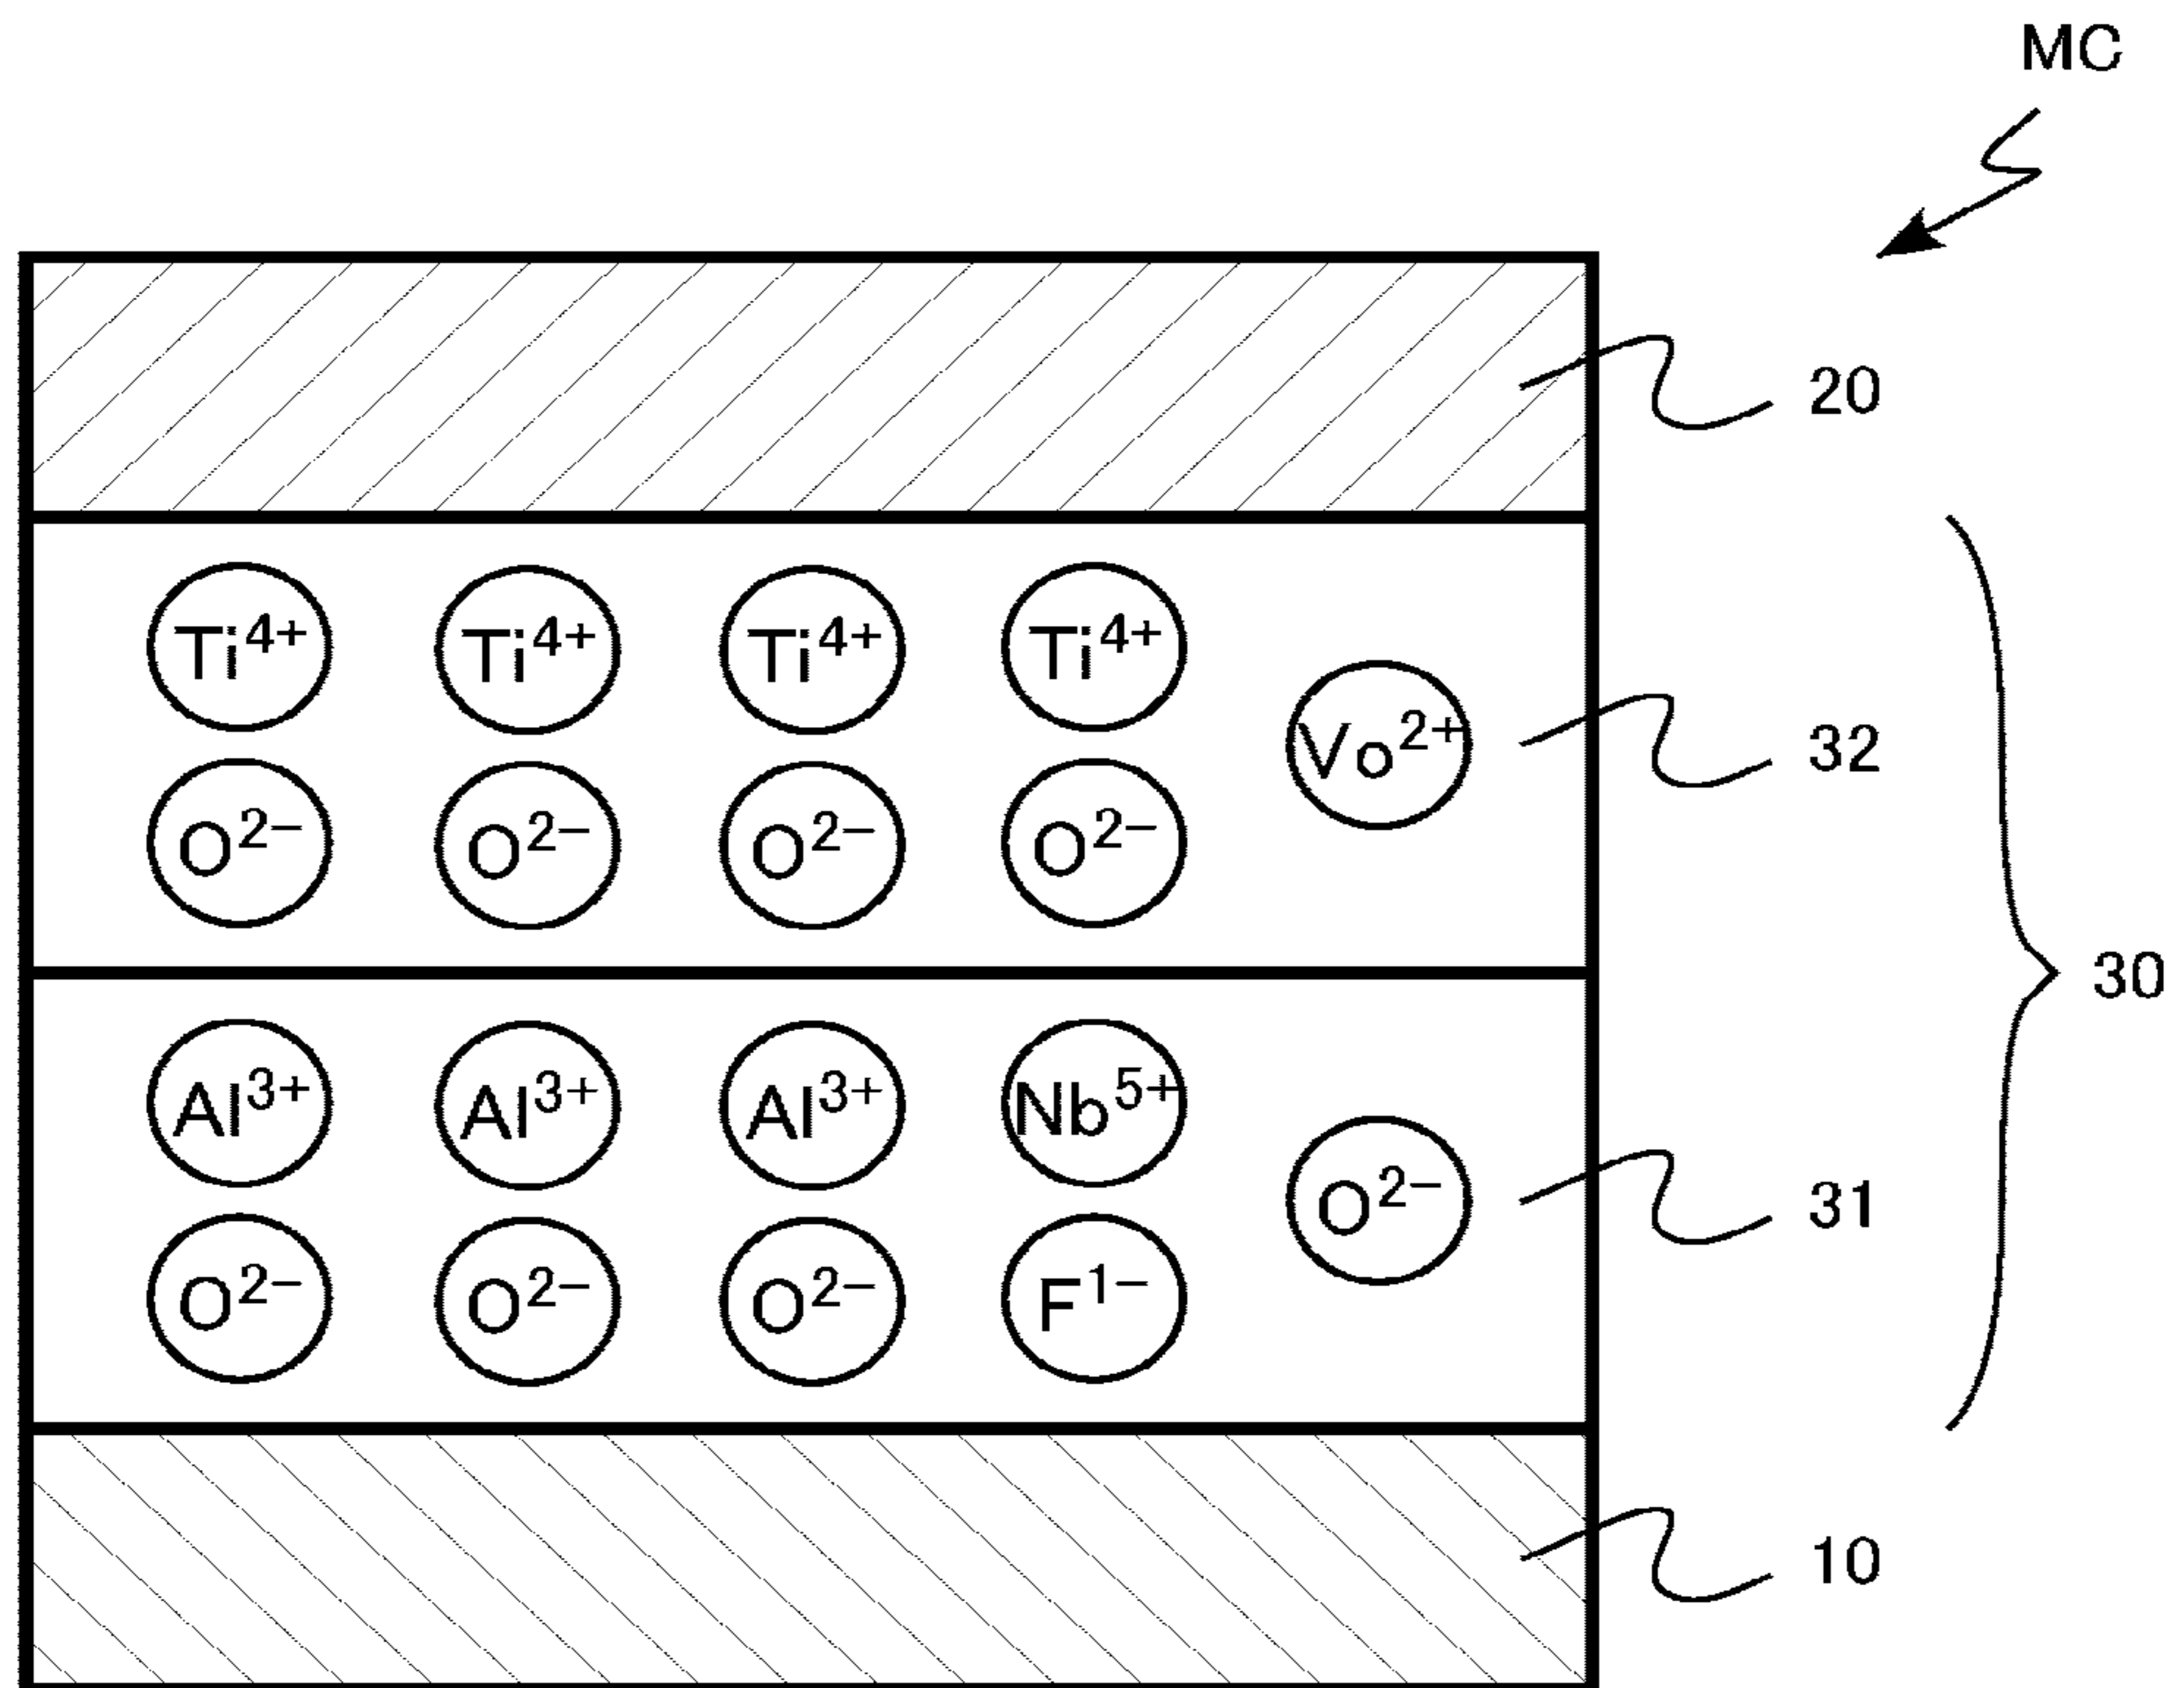 MC
20
Ti⁴⁺ Ti⁴⁺ Ti⁴⁺ Ti⁴⁺
Vo²⁺ 32
O²⁻ O²⁻ O²⁻ O²⁻
30
Al³⁺ Al³⁺ Al³⁺ Nb⁵⁺
O²⁻ 31
O²⁻ O²⁻ O²⁻ F¹⁻
10